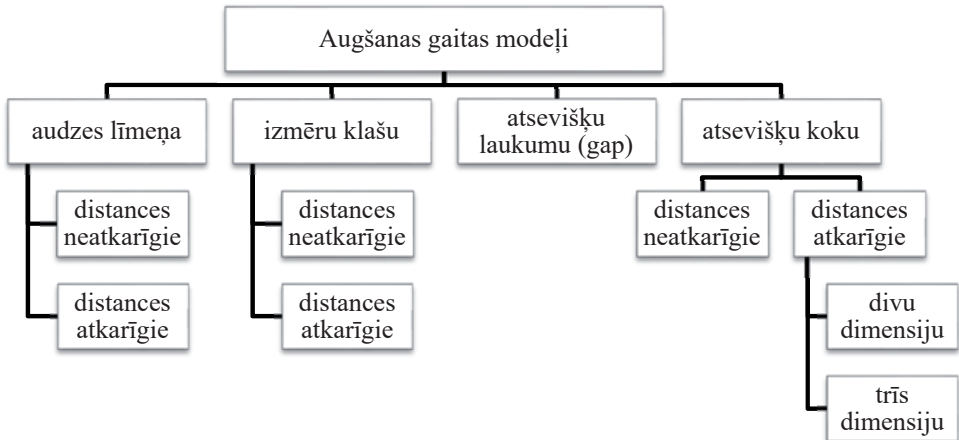 Augšanas gaitas modeļi
audzes līmeņa
izmēru klašu
atsevišķu
laukumu (gap)
atsevišķu koku
distances
neatkarīgie
distances
atkarīgie
distances
neatkarīgie
distances
atkarīgie
distances
neatkarīgie
distances
atkarīgie
divu
dimensiju
trīs
dimensiju